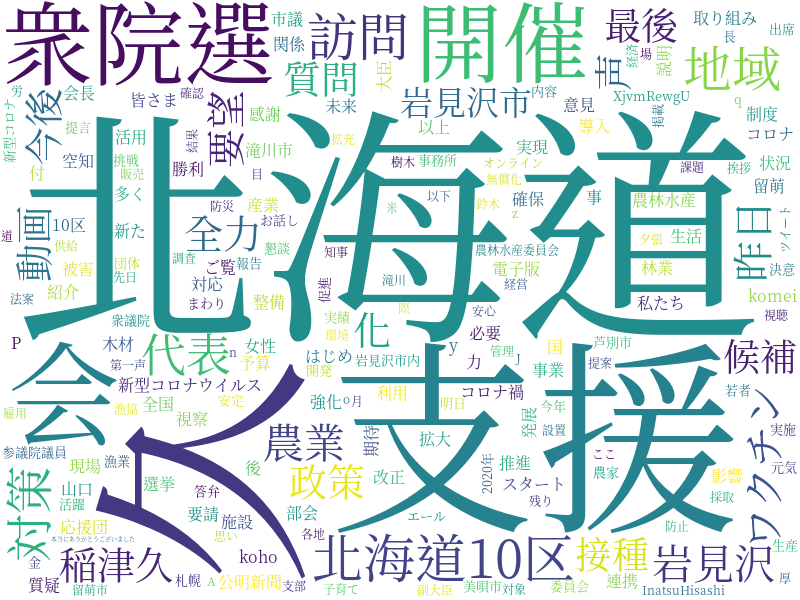 衆院選
訪問
開催
最後
取り組み
市議
関係
質問
大臣
声
経済
場
説明
長
出席
地域
労
会長
確認
皆さま
未来
岩見沢市
意見
内容
XjvmRewgU
掲載
q
制度
新型コロナ
今後
提言
活用
結果
要望
感謝
以上
実現
導入
コロナ
付
空知
挑戦
販売
勝利
滝川市
拡充
樹木
事務所
オンライン
無償化
課題
挨拶
状況
留萌
多く
目
米
以下
鈴木
z
確保
事
農林水産
北海道
道
動画
10区
供給
新た
防災
産業
お話し
全力
懇談
知事
滝川
農林水産委員会
夕張
生活
昨日
ツイート
被害
団体
先日
調査
ご覧
報告
電子版
経営
林業
決意
法案
紹介
対応
まわり
整備
促進
際
安心
私たち
komei
視聴
P
木材
衆議院
代表
女性
化
実績
環境
必要
国
芦別市
候補
会
第一声
n
予算
はじめ
岩見沢市内
y
力
管理
J
事業
提案
若者
新型コロナウイルス
開発
コロナ禍
雇用
漁協
全国
視察
安定
強化
o
月
利用
明日
発展
今年
設置
ここ
実施
参議院議員
漁業
K
支援
農業
期待
拡大
改正
2020年
推進
スタート
農家
元気
ワクチン
対策
現場
選挙
答弁
後
政策
残り
影響
採取
山口
活躍
要請
施設
部会
エール
防止
応援団
本当にありがとうございました
思い
各地
生産
金
稲津久
koho
北海道10区
接種
岩見沢
質疑
札幌
A
公明新聞
支部
子育て
美唄市
対象
副大臣
委員会
連携
InatsuHisashi
厚
留萌市